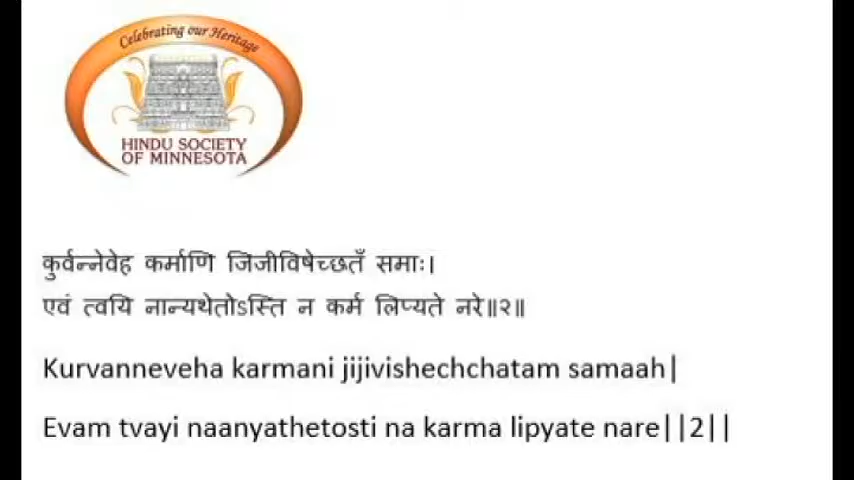 Celebrating our Heritage
HINDU SOCIETY
OF MINNESOTA
कुर्वन्नेवेह कर्माणि जिजीविषेच्छतँ समाः।
एवं त्वयि नान्यथेतोऽस्ति न कर्म लिप्यते नरे॥२॥
Kurvanneveha karmani jijivishechchatam samaah|
Evam tvayi naanyathetosti na karma lipyate nare||2||